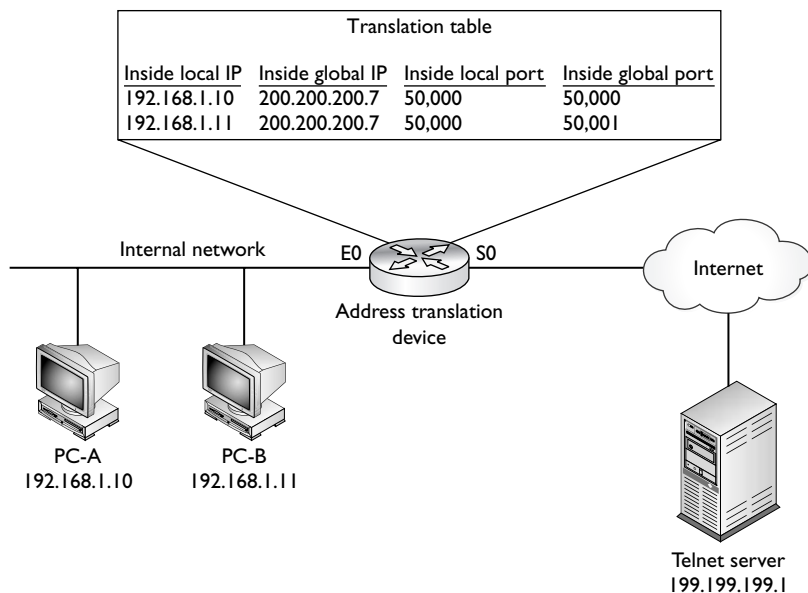 Translation table
Inside local IP Inside global IP Inside local port Inside global port
192.168.1.10 200.200.200.7 50,000 50,000
192.168.1.11 200.200.200.7 50,000 50,001
Internal network E0 S0
Internet
Address translation
device
PC-A PC-B
192.168.1.10 192.168.1.11
Telnet server
199.199.199.1